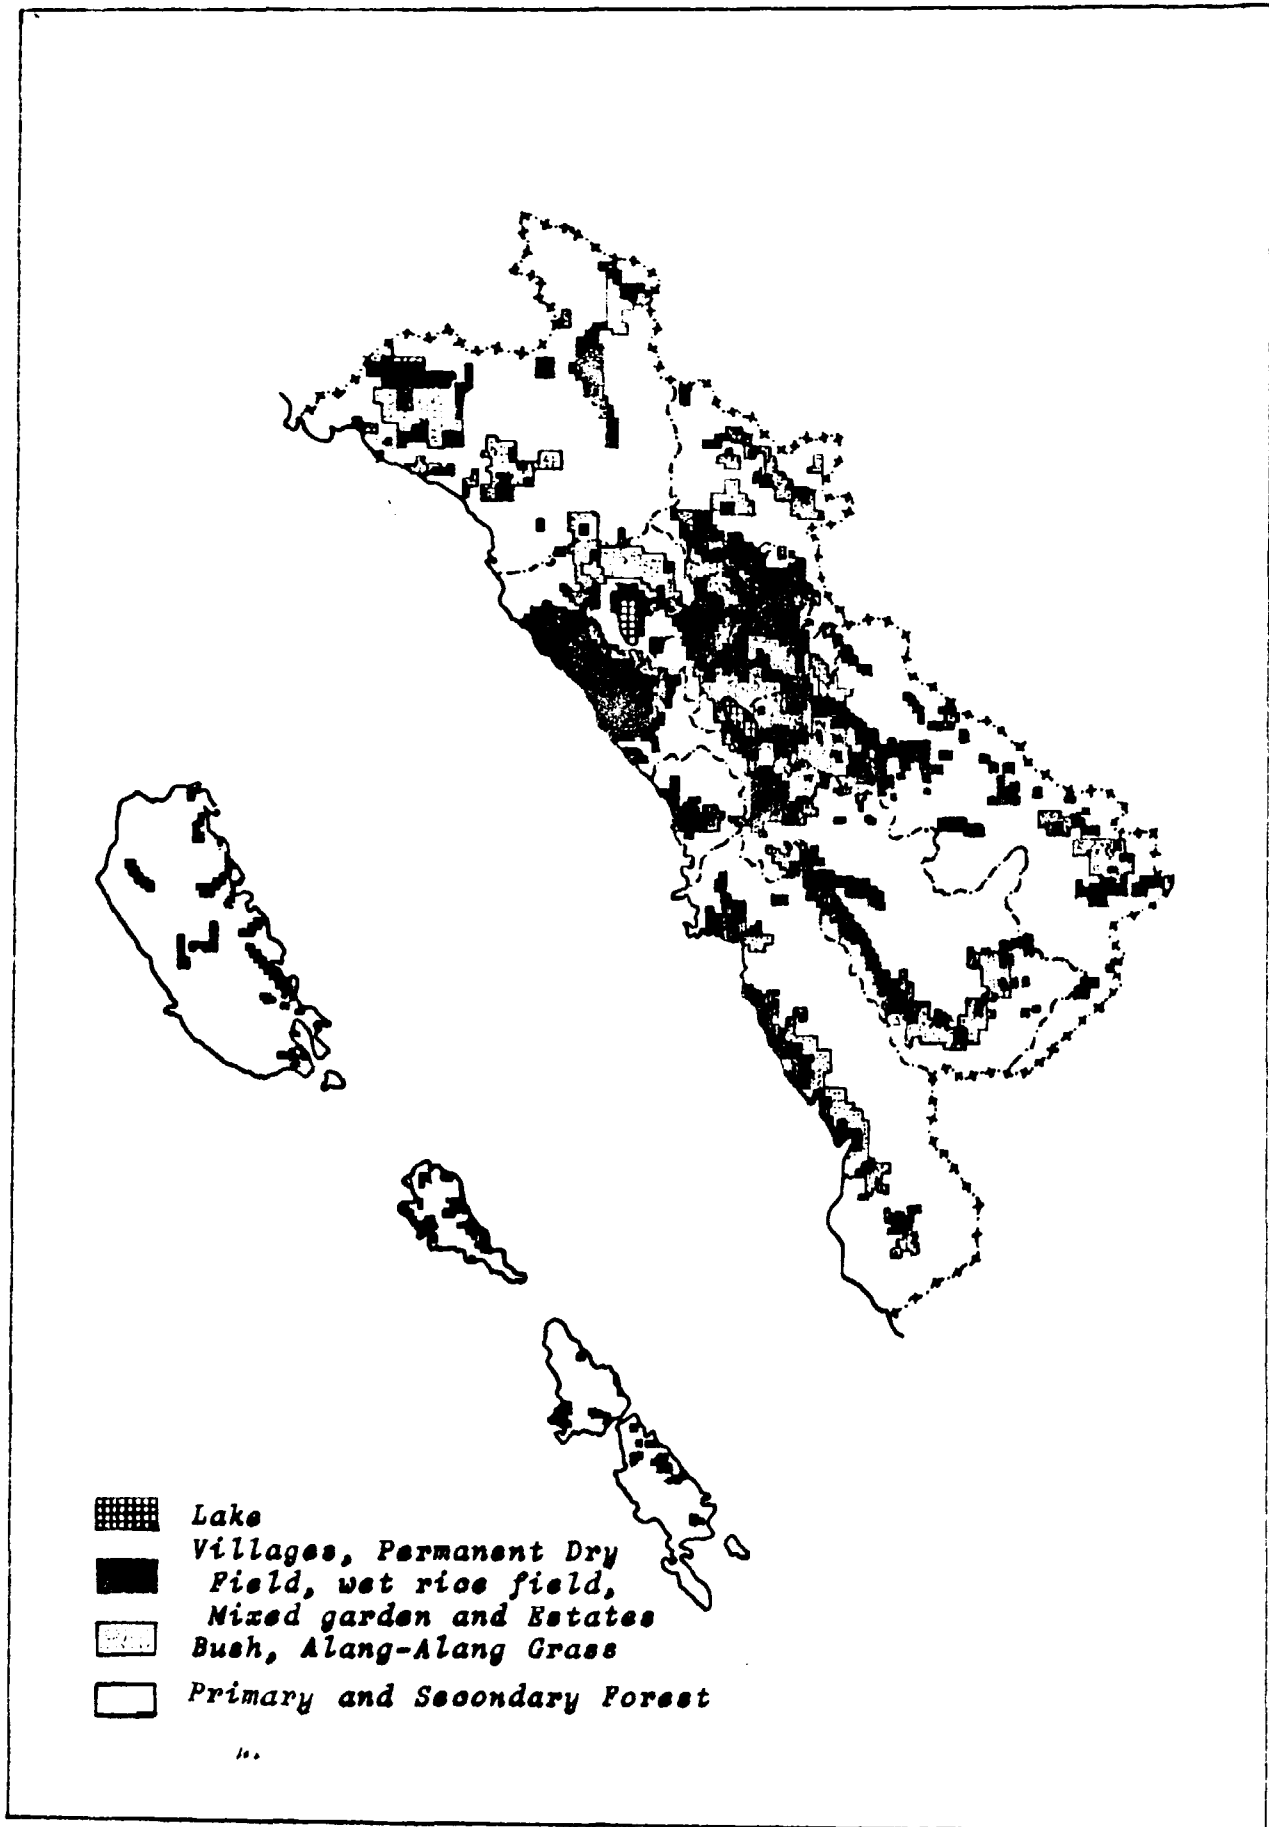 Lake
Villages, Permanent Dry
Field, wet rice field,
Mixed garden and Estates
Bush, Alang-Alang Grass
Primary and Secondary Forest